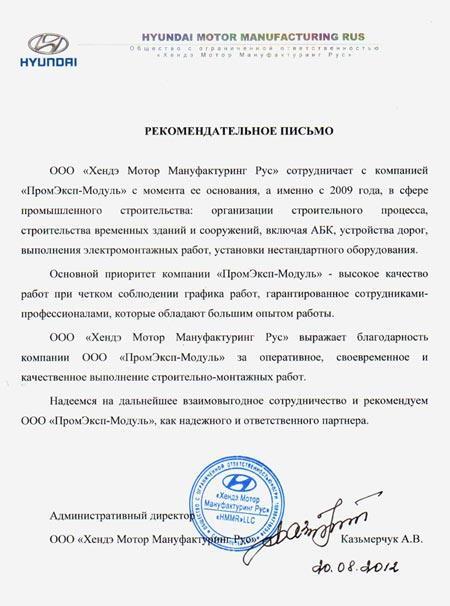 HYUNDAI
HYUNDAI MOTOR MANUFACTURING RUS
Общество с ограниченной ответственностью
«Хендэ Мотор Мануфактуринг Рус»
РЕКОМЕНДАТЕЛЬНОЕ ПИСЬМО
ООО «Хендэ Мотор Мануфактуринг Рус» сотрудничает с компанией
«ПромЭксп-Модуль» с момента ее основания, а именно с 2009 года, в сфере
промышленного строительства: организации строительного процесса,
строительства временных зданий и сооружений, включая АБК, устройства дорог,
выполнения электромонтажных работ, установки нестандартного оборудования.
Основной приоритет компании «ПромЭксп-Модуль» - высокое качество
работ при четком соблюдении графика работ, гарантированное сотрудниками-
профессионалами, которые обладают большим опытом работы.
ООО «Хендэ Мотор Мануфактуринг Рус» выражает благодарность
компании ООО «ПромЭксп-Модуль» за оперативное, своевременное и
качественное выполнение строительно-монтажных работ.
Надеемся на дальнейшее взаимовыгодное сотрудничество и рекомендуем
ООО «ПромЭксп-Модуль», как надежного и ответственного партнера.
«Хендэ Мотор
Мануфактуринг Рус»
«HMMR»LLC
Административный директор
ООО «Хендэ Мотор Мануфактуринг Рус»
Казьмерчук А.В.
20.08.2012